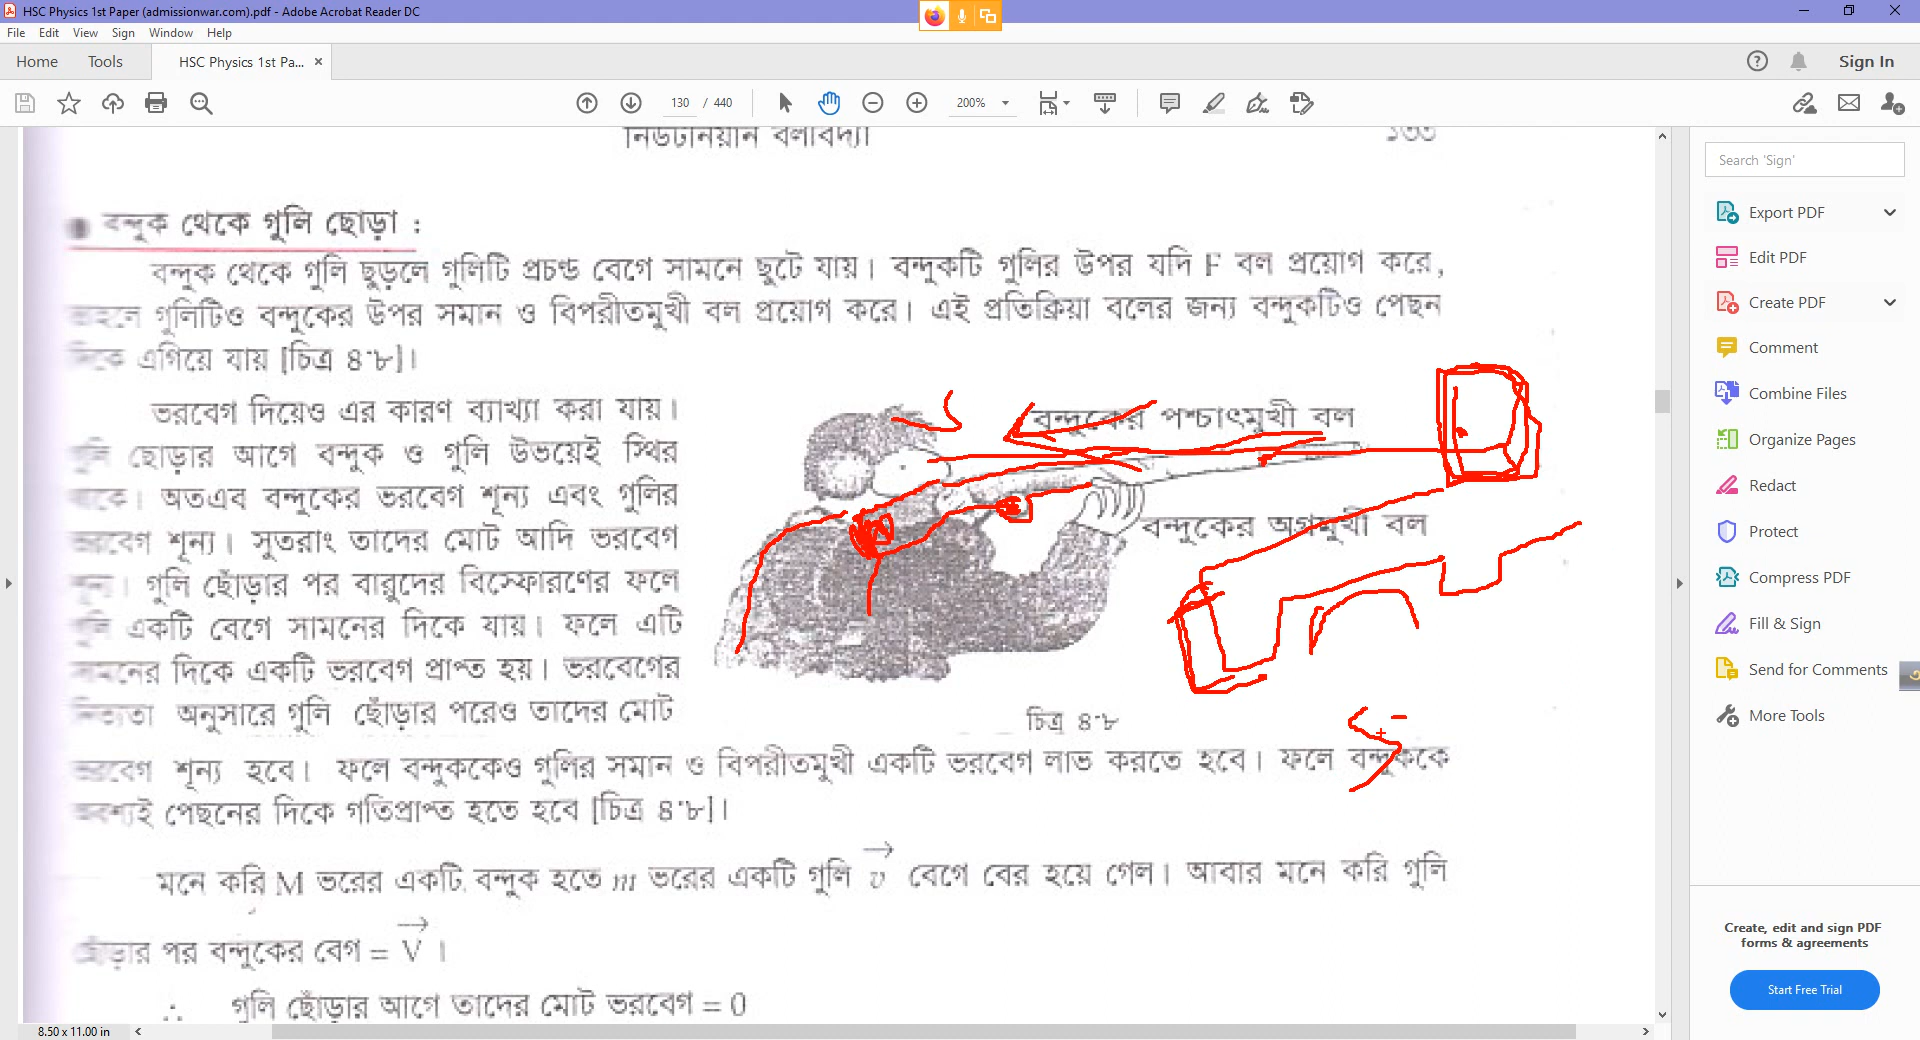 HSC Physics 1st Paper (admissionwar.com).pdf - Adobe Acrobat Reader DC
File Edit View Sign Window Help
Home Tools HSC Physics 1st Pa... × Sign In
130 / 440 200%
নিউটনিয়ান বলবিদ্যা ১৩৩
বন্দুক থেকে গুলি ছোড়া :
বন্দুক থেকে গুলি ছুড়লে গুলিটি প্রচণ্ড বেগে সামনে ছুটে যায়। বন্দুকটি গুলির উপর যদি F বল প্রয়োগ করে,
তাহলে গুলিটিও বন্দুকের উপর সমান ও বিপরীতমুখী বল প্রয়োগ করে। এই প্রতিক্রিয়া বলের জন্য বন্দুকটিও পেছন
দিকে এগিয়ে যায় [চিত্র ৪·৮]।
ভরবেগ দিয়েও এর কারণ ব্যাখ্যা করা যায়।
গুলি ছোড়ার আগে বন্দুক ও গুলি উভয়েই স্থির
থাকে। অতএব বন্দুকের ভরবেগ শূন্য এবং গুলির
ভরবেগ শূন্য। সুতরাং তাদের মোট আদি ভরবেগ
শূন্য। গুলি ছোঁড়ার পর বারুদের বিস্ফোরণের ফলে
গুলি একটি বেগে সামনের দিকে যায়। ফলে এটি
সামনের দিকে একটি ভরবেগ প্রাপ্ত হয়। ভরবেগের
নিত্যতা অনুসারে গুলি ছোঁড়ার পরেও তাদের মোট
বন্দুকের পশ্চাৎমুখী বল
বন্দুকের অগ্রমুখী বল
চিত্র ৪·৮
ভরবেগ শূন্য হবে। ফলে বন্দুককেও গুলির সমান ও বিপরীতমুখী একটি ভরবেগ লাভ করতে হবে। ফলে বন্দুককে
অবশ্যই পেছনের দিকে গতিপ্রাপ্ত হতে হবে [চিত্র ৪·৮]।
মনে করি M ভরের একটি বন্দুক হতে m ভরের একটি গুলি v বেগে বের হয়ে গেল। আবার মনে করি গুলি
ছোঁড়ার পর বন্দুকের বেগ = V ।
∴ গুলি ছোঁড়ার আগে তাদের মোট ভরবেগ = 0
8.50 x 11.00 in
Search 'Sign'
Export PDF
Edit PDF
Create PDF
Comment
Combine Files
Organize Pages
Redact
Protect
Compress PDF
Fill & Sign
Send for Comments
More Tools
Create, edit and sign PDF
forms & agreements
Start Free Trial